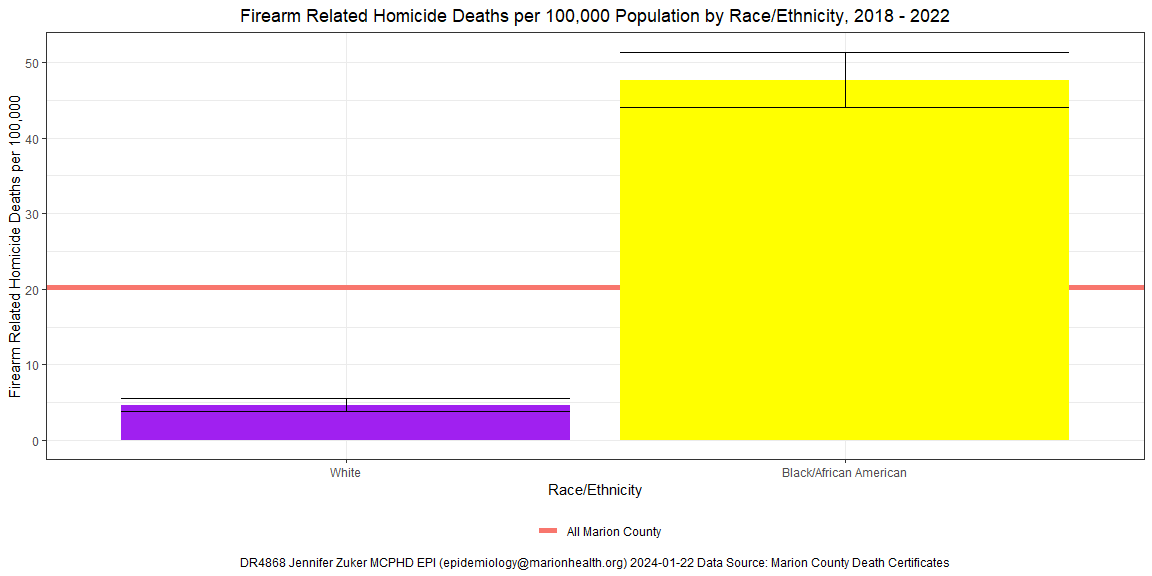 Firearm Related Homicide Deaths per 100,000 Population by Race/Ethnicity, 2018 - 2022
Firearm Related Homicide Deaths per 100,000
50
40
30
20
10
0
White
Black/African American
Race/Ethnicity
All Marion County
DR4868 Jennifer Zuker MCPHD EPI (epidemiology@marionhealth.org) 2024-01-22 Data Source: Marion County Death Certificates